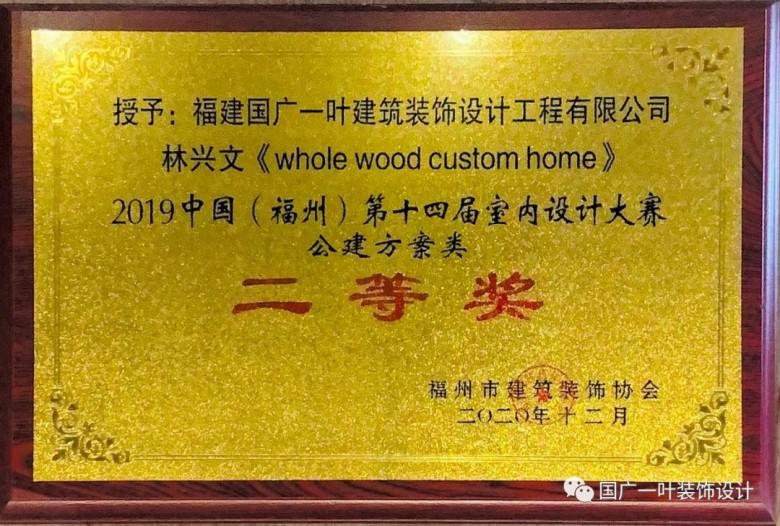 授予：福建国广一叶建筑装饰设计工程有限公司
林兴文《whole wood custom home》
2019中国（福州）第十四届室内设计大赛
公建方案类
二等奖
福州市建筑装饰协会
二〇二〇年十二月
国广一叶装饰设计